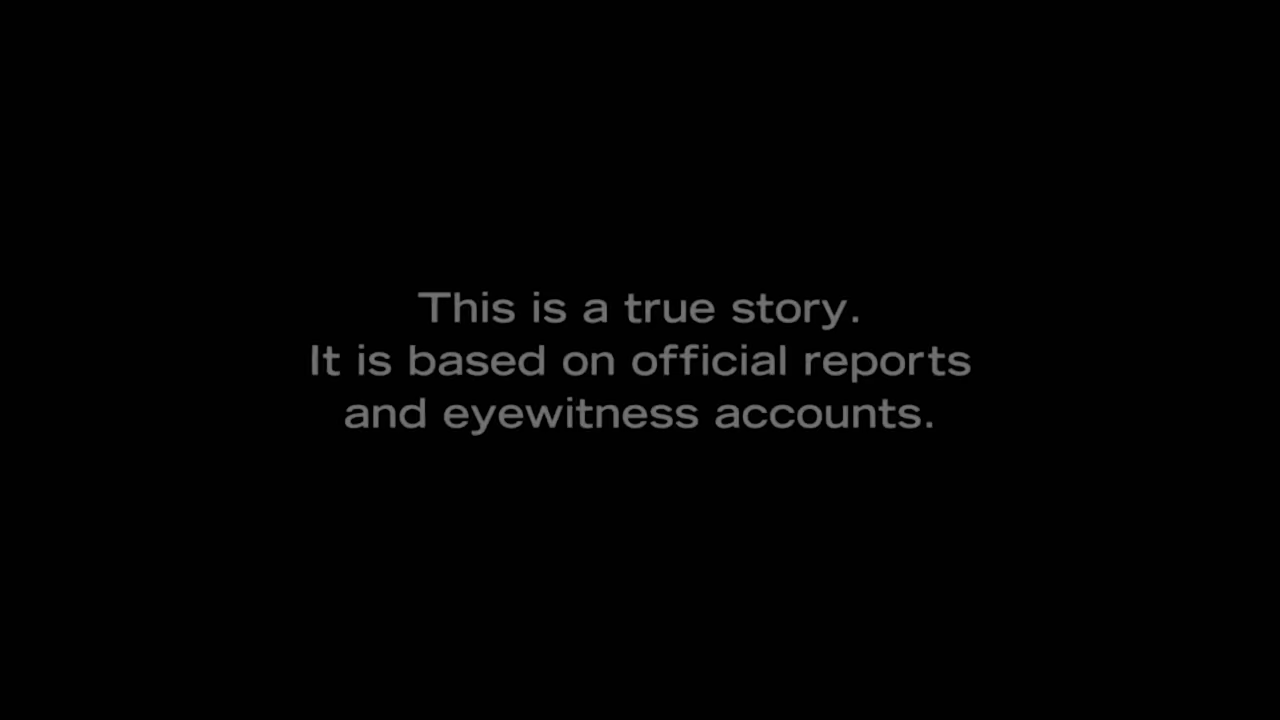 This is a true story.
It is based on official reports
and eyewitness accounts.